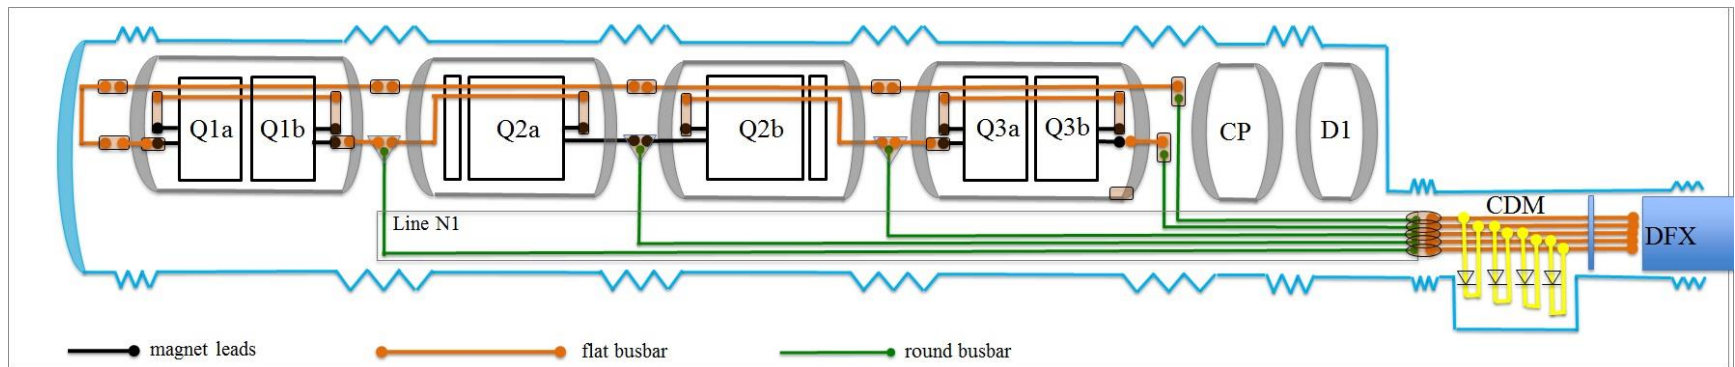 Q1a Q1b Q2a Q2b Q3a Q3b CP D1
CDM
Line N1
DFX
magnet leads flat busbar round busbar